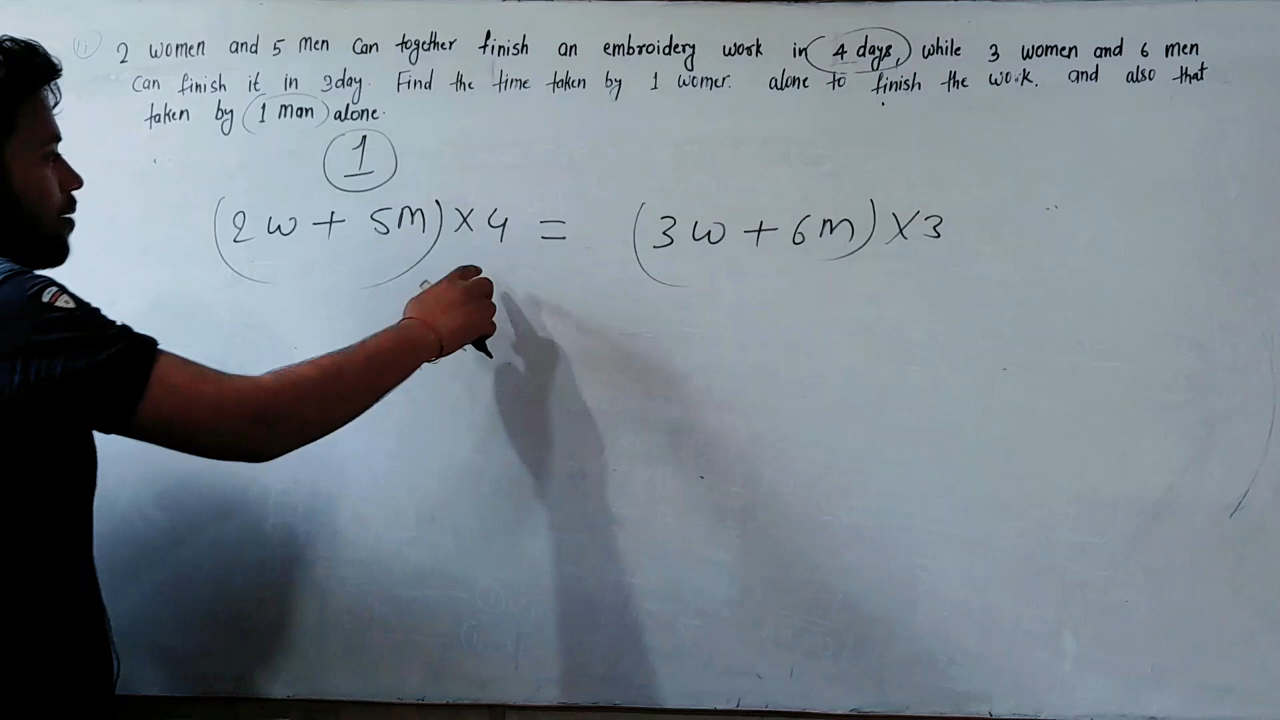 (ii) 2 women and 5 men can together finish an embroidery work in 4 days, while 3 women and 6 men
can finish it in 3day. Find the time taken by 1 women. alone to finish the work. and also that
taken by 1 man alone.
1
(2w + 5m) × 4 = (3w + 6m) × 3